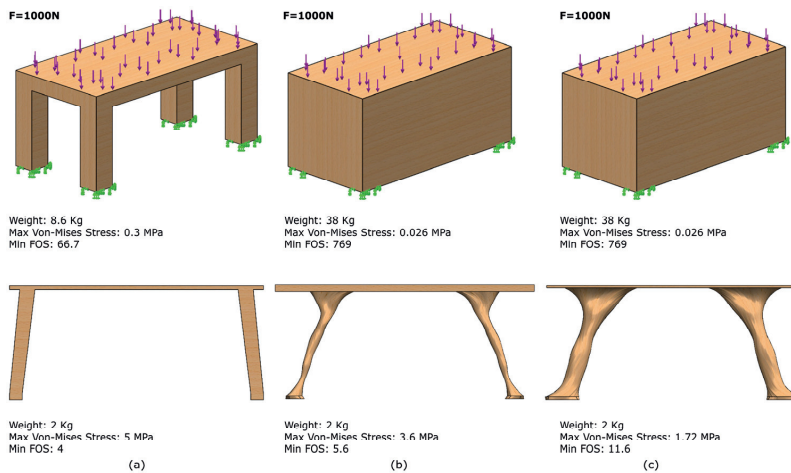 F=1000N
F=1000N
F=1000N
Weight: 8.6 Kg
Max Von-Mises Stress: 0.3 MPa
Min FOS: 66.7
Weight: 38 Kg
Max Von-Mises Stress: 0.026 MPa
Min FOS: 769
Weight: 38 Kg
Max Von-Mises Stress: 0.026 MPa
Min FOS: 769
Weight: 2 Kg
Max Von-Mises Stress: 5 MPa
Min FOS: 4
(a)
Weight: 2 Kg
Max Von-Mises Stress: 3.6 MPa
Min FOS: 5.6
(b)
Weight: 2 Kg
Max Von-Mises Stress: 1.72 MPa
Min FOS: 11.6
(c)